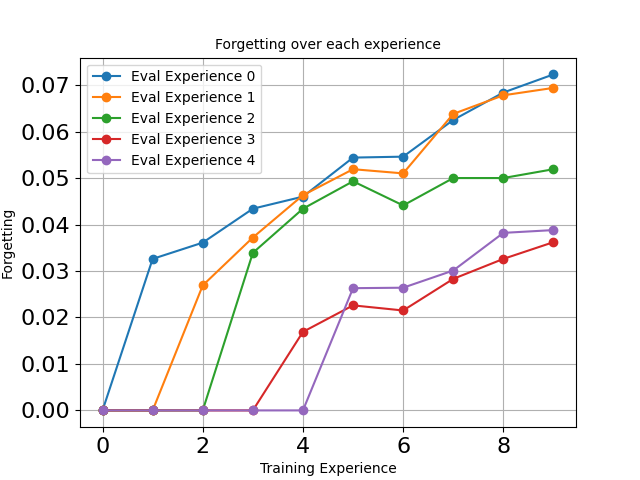 Forgetting over each experience
Eval Experience 0
Eval Experience 1
Eval Experience 2
Eval Experience 3
Eval Experience 4
Forgetting
0.07
0.06
0.05
0.04
0.03
0.02
0.01
0.00
0 2 4 6 8
Training Experience